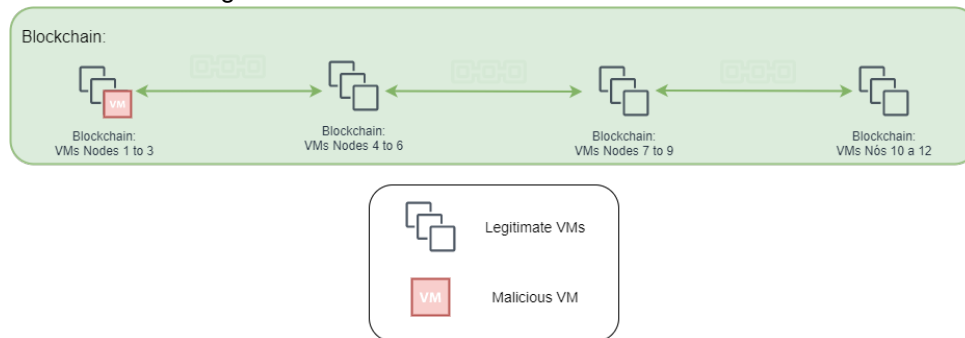 Blockchain:
VM
Blockchain:
VMs Nodes 1 to 3
Blockchain:
VMs Nodes 4 to 6
Blockchain:
VMs Nodes 7 to 9
Blockchain:
VMs Nós 10 a 12
Legitimate VMs
VM
Malicious VM